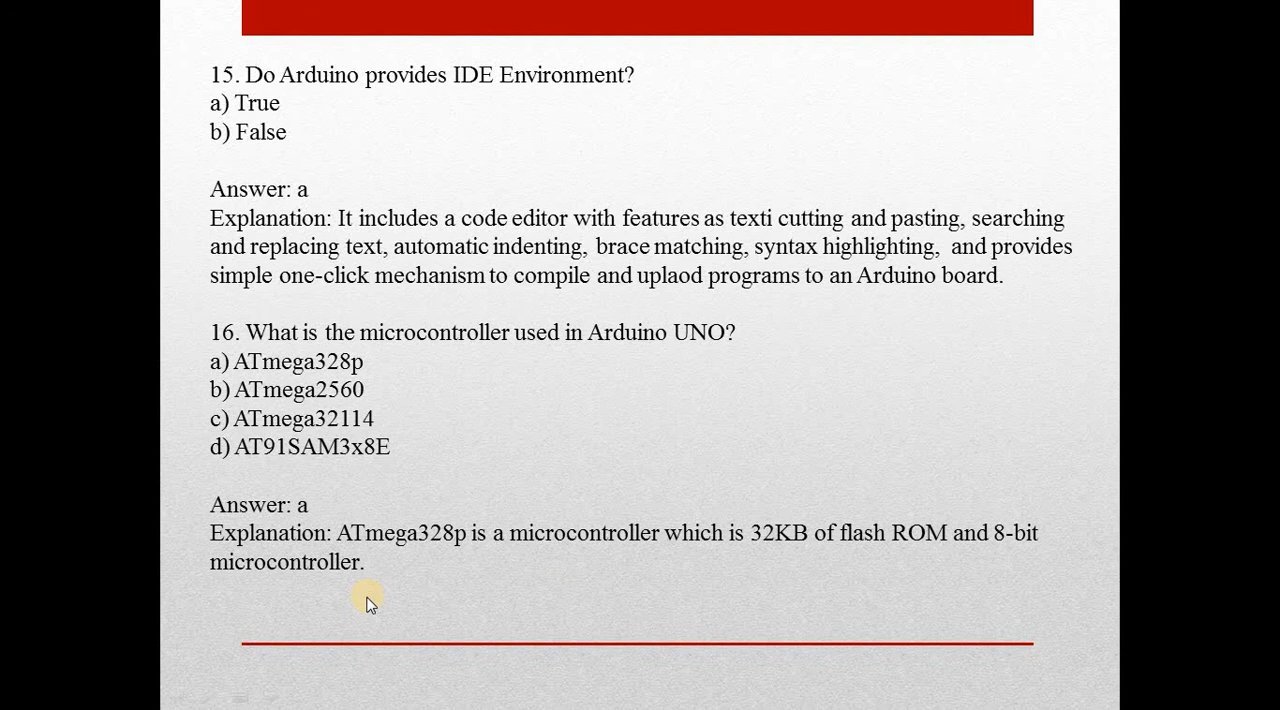 15. Do Arduino provides IDE Environment?
a) True
b) False
Answer: a
Explanation: It includes a code editor with features as texti cutting and pasting, searching
and replacing text, automatic indenting, brace matching, syntax highlighting, and provides
simple one-click mechanism to compile and uplaod programs to an Arduino board.
16. What is the microcontroller used in Arduino UNO?
a) ATmega328p
b) ATmega2560
c) ATmega32114
d) AT91SAM3x8E
Answer: a
Explanation: ATmega328p is a microcontroller which is 32KB of flash ROM and 8-bit
microcontroller.